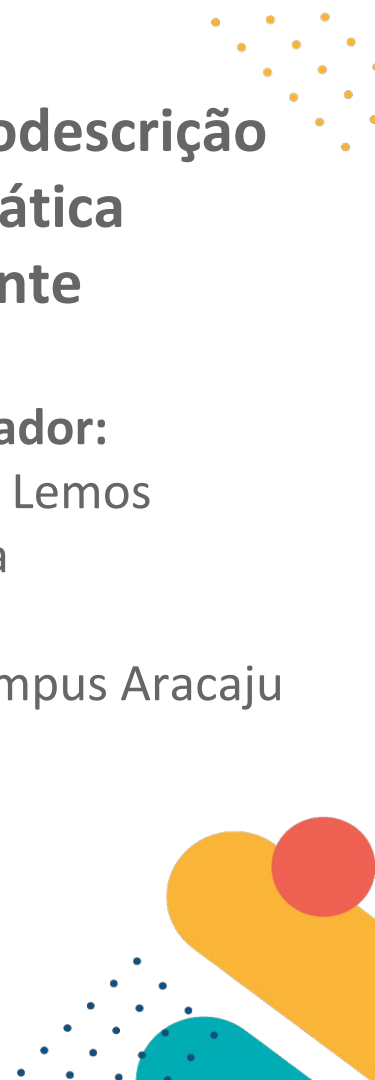 odescrição
ática
nte
ador:
Lemos
a
mpus Aracaju